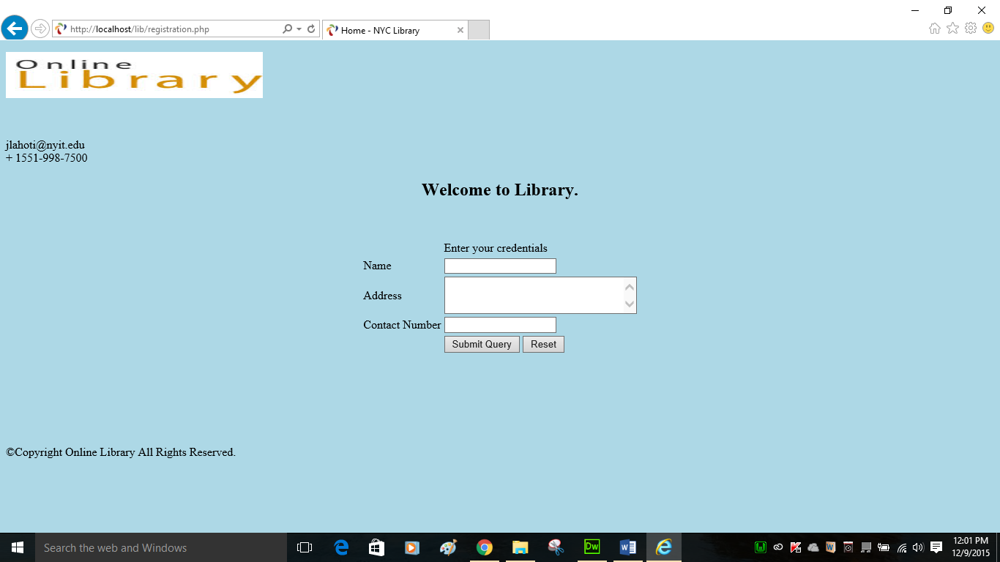 http://localhost/lib/registration.php
Home - NYC Library
Online
Library
jlahoti@nyit.edu
+ 1551-998-7500
Welcome to Library.
Enter your credentials
Name
Address
Contact Number
Submit Query Reset
©Copyright Online Library All Rights Reserved.
Search the web and Windows
Dw
12:01 PM
12/9/2015